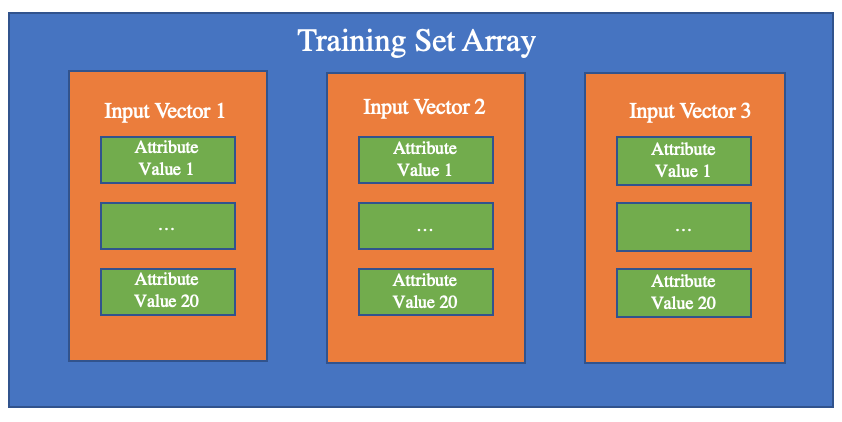 Training Set Array
Input Vector 1
Attribute
Value 1
...
Attribute
Value 20
Input Vector 2
Attribute
Value 1
...
Attribute
Value 20
Input Vector 3
Attribute
Value 1
...
Attribute
Value 20